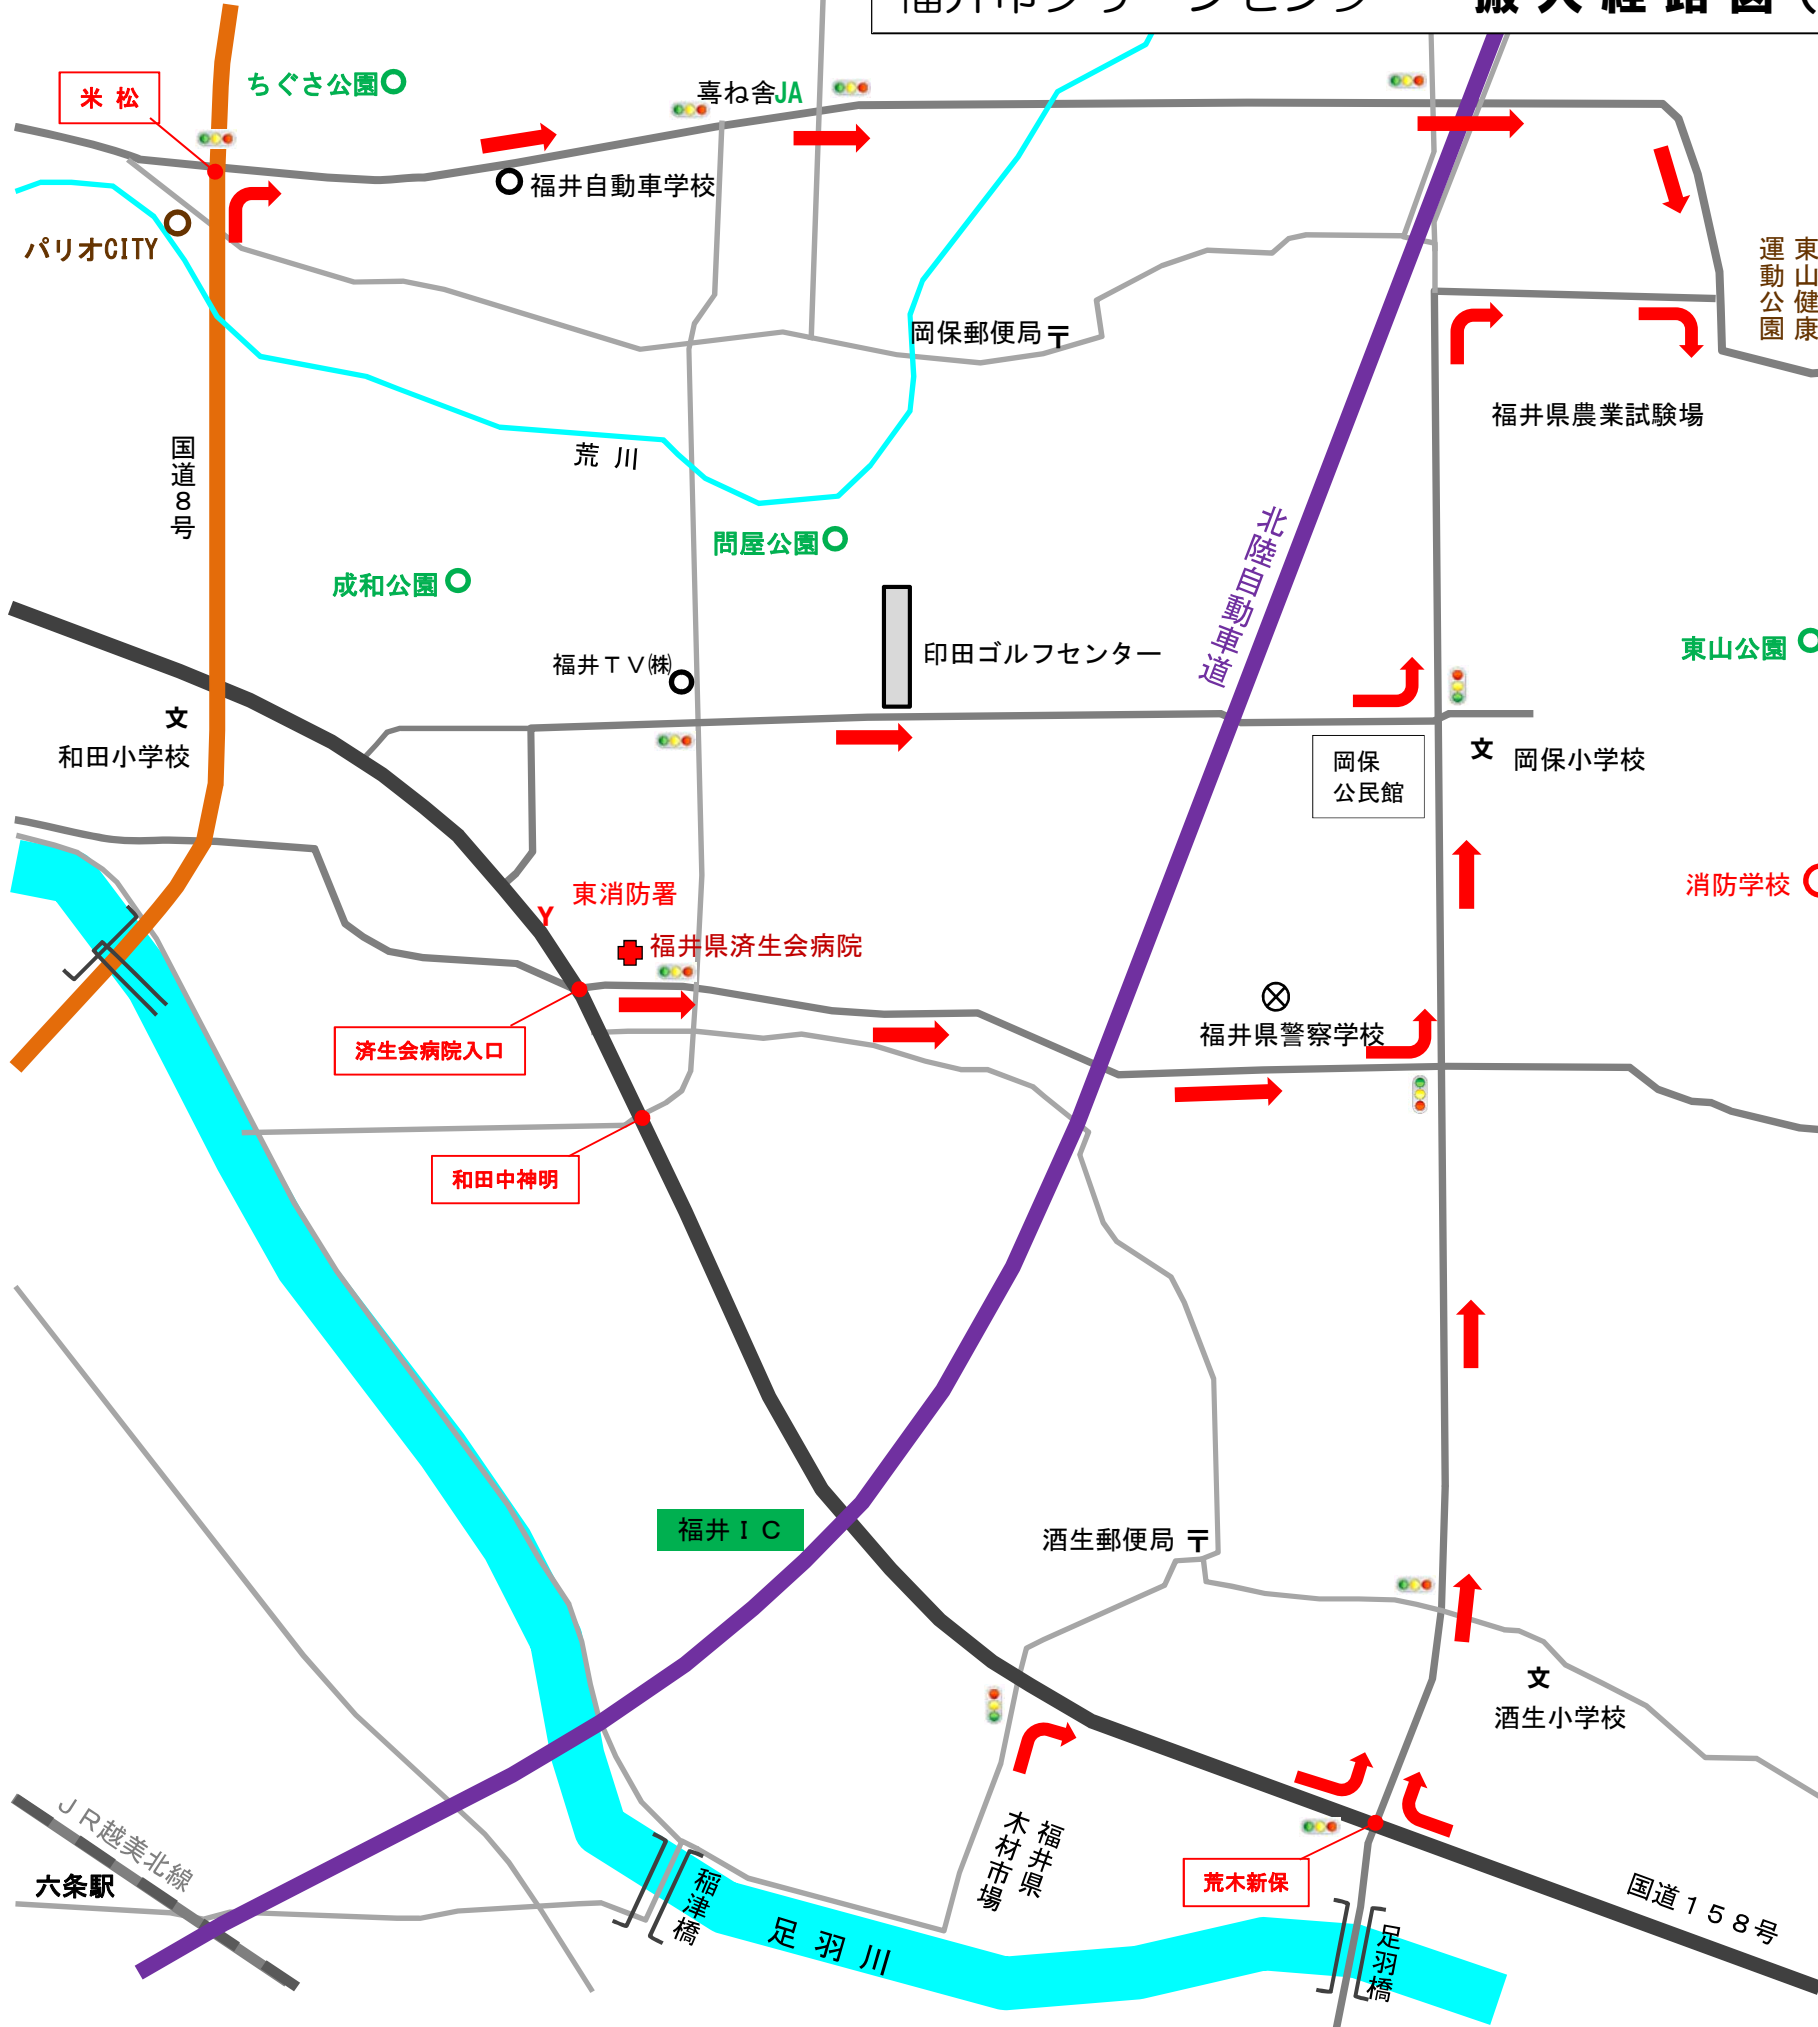 搬入経路図(
米 松
ちぐさ公園
喜ね舎JA
福井自動車学校
パリオCITY
東山健康
運動公園
岡保郵便局〒
福井県農業試験場
国道８号
荒 川
北陸自動車道
問屋公園
成和公園
印田ゴルフセンター
東山公園
福井ＴＶ㈱
文
和田小学校
岡保
公民館
文 岡保小学校
消防学校
Y
東消防署
福井県済生会病院
福井県警察学校
済生会病院入口
和田中神明
福井ＩＣ
酒生郵便局 〒
文
酒生小学校
福井県
木材市場
ＪＲ越美北線
六条駅
稲津橋
足 羽 川
荒木新保
足羽橋
国道１５８号